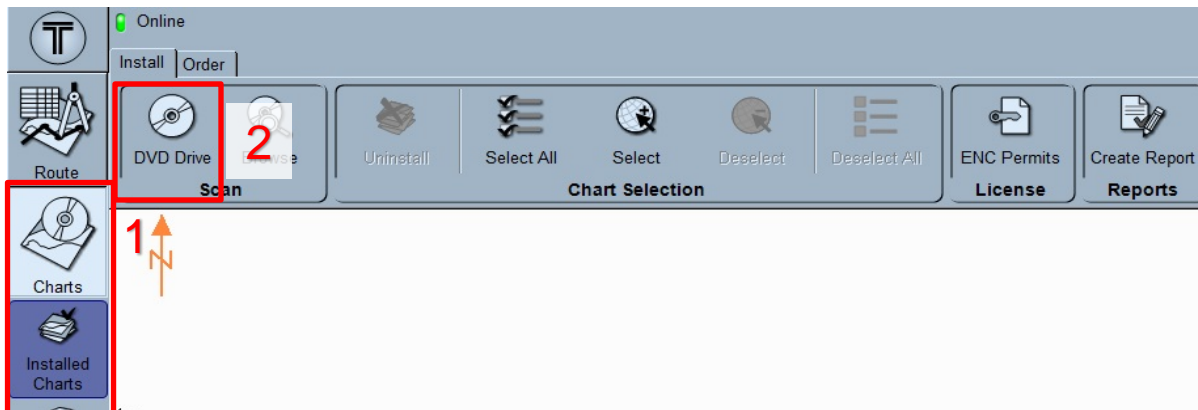 Online
Install Order
Route
DVD Drive
2
Browse
Scan
Uninstall
Select All
Select
Deselect
Deselect All
Chart Selection
ENC Permits
License
Create Report
Reports
1
N
Charts
Installed
Charts